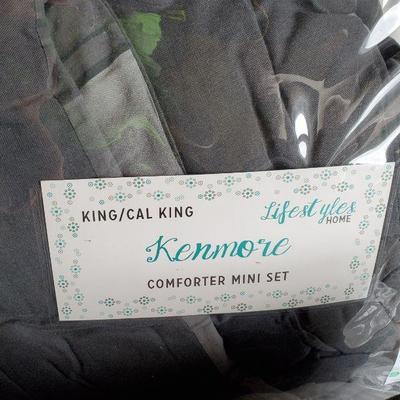 KING/CAL KING
Lifestyles
HOME
Kenmore
COMFORTER MINI SET